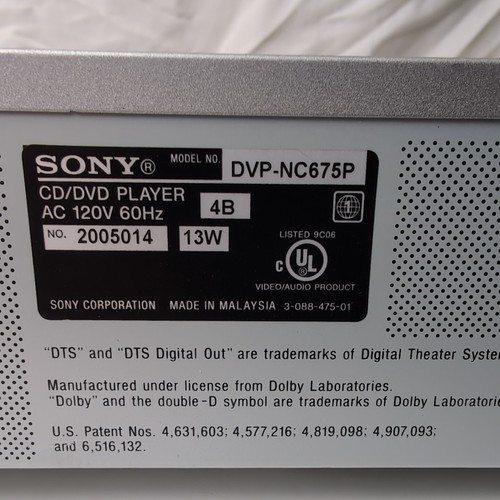 SONY® MODEL NO. DVP-NC675P
CD/DVD PLAYER
AC 120V 60Hz 4B 1
NO. 2005014 13W
LISTED 9C06
C UL ®
VIDEO/AUDIO PRODUCT
SONY CORPORATION MADE IN MALAYSIA 3-088-475-01
"DTS" and "DTS Digital Out" are trademarks of Digital Theater System
Manufactured under license from Dolby Laboratories.
"Dolby" and the double-D symbol are trademarks of Dolby Laboratorie
U.S. Patent Nos. 4,631,603; 4,577,216; 4,819,098; 4,907,093;
and 6,516,132.